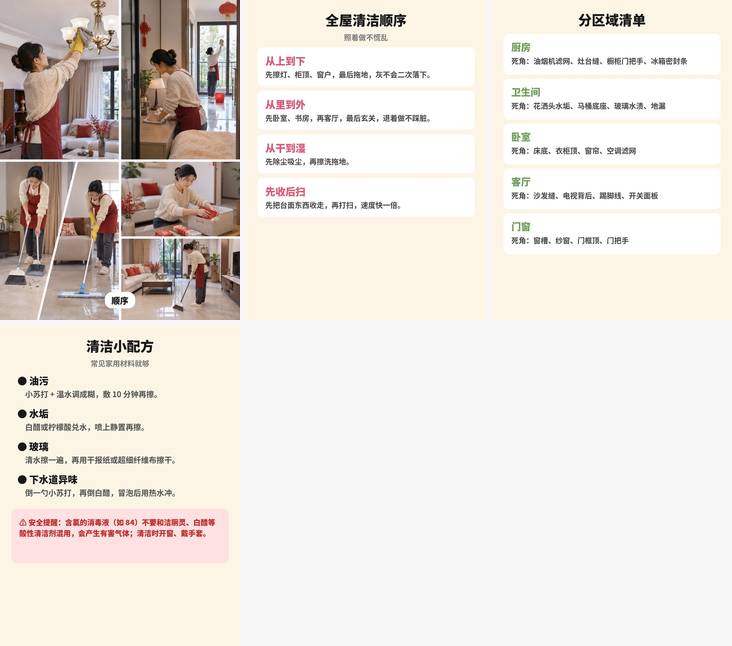 顺序
全屋清洁顺序
照着做不慌乱
从上到下
先擦灯、柜顶、窗户，最后拖地，灰不会二次落下。
从里到外
先卧室、书房，再客厅，最后玄关，退着做不踩脏。
从干到湿
先除尘吸尘，再擦洗拖地。
先收后扫
先把台面东西收走，再打扫，速度快一倍。
分区域清单
厨房
死角：油烟机滤网、灶台缝、橱柜门把手、冰箱密封条
卫生间
死角：花洒头水垢、马桶底座、玻璃水渍、地漏
卧室
死角：床底、衣柜顶、窗帘、空调滤网
客厅
死角：沙发缝、电视背后、踢脚线、开关面板
门窗
死角：窗槽、纱窗、门框顶、门把手
清洁小配方
常见家用材料就够
● 油污
小苏打 + 温水调成糊，敷 10 分钟再擦。
● 水垢
白醋或柠檬酸兑水，喷上静置再擦。
● 玻璃
清水擦一遍，再用干报纸或超细纤维布擦干。
● 下水道异味
倒一勺小苏打，再倒白醋，冒泡后用热水冲。
⚠ 安全提醒：含氯的消毒液（如 84）不要和洁厕灵、白醋等
酸性清洁剂混用，会产生有害气体；清洁时开窗、戴手套。